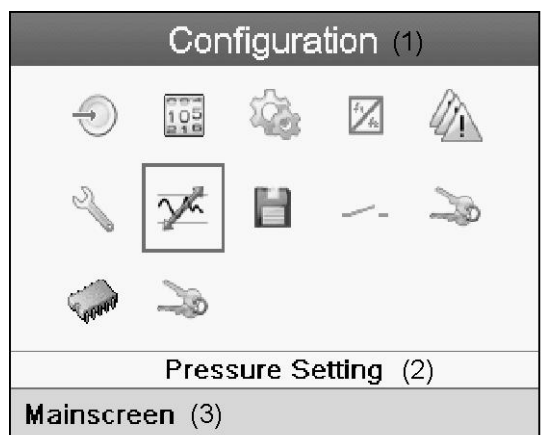 Configuration (1)
105
Pressure Setting (2)
Mainscreen (3)